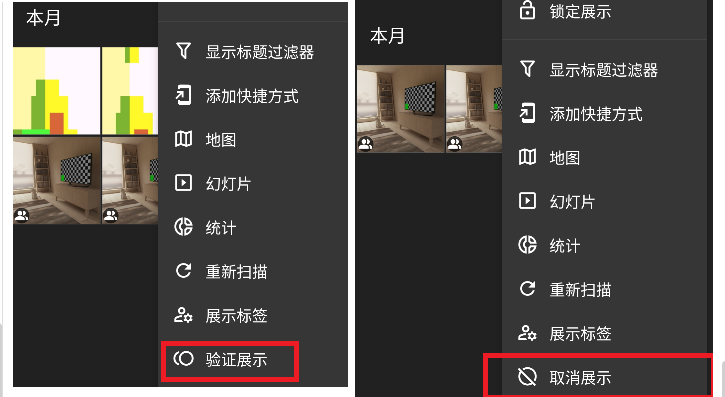 本月
显示标题过滤器
添加快捷方式
地图
幻灯片
统计
重新扫描
展示标签
验证展示
锁定展示
本月
显示标题过滤器
添加快捷方式
地图
幻灯片
统计
重新扫描
展示标签
取消展示